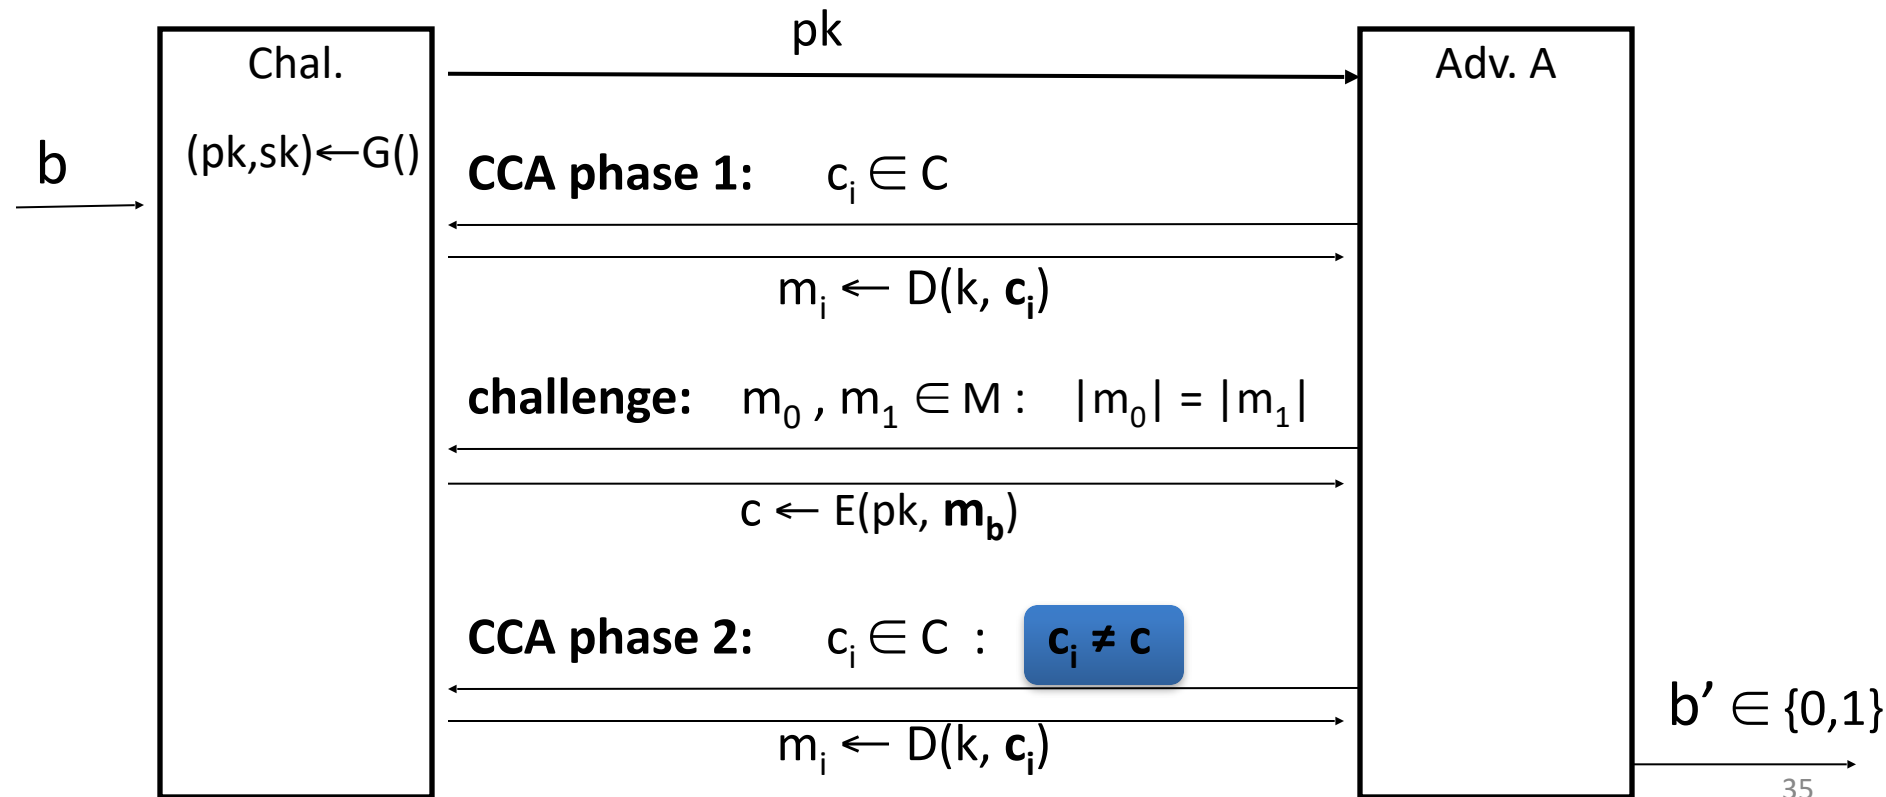 pk
Chal.
Adv. A
b
(pk,sk)←G()
CCA phase 1: cᵢ ∈ C
mᵢ ← D(k, cᵢ)
challenge: m₀ , m₁ ∈ M : |m₀| = |m₁|
c ← E(pk, m_b)
CCA phase 2: cᵢ ∈ C : cᵢ ≠ c
mᵢ ← D(k, cᵢ)
b’ ∈ {0,1}
35